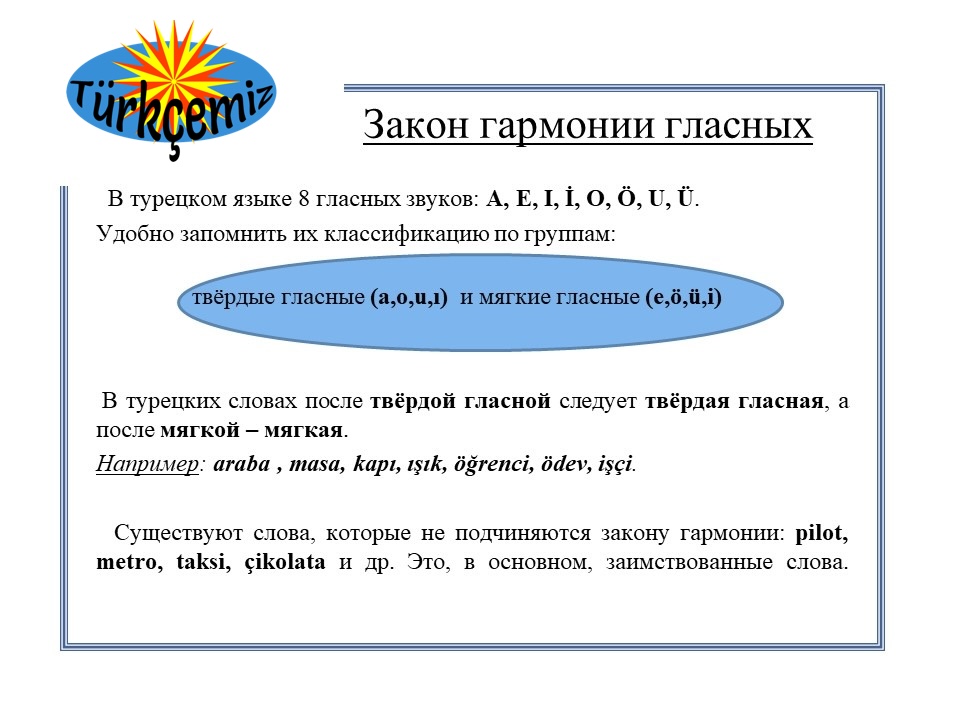 Türkçemiz
Закон гармонии гласных
В турецком языке 8 гласных звуков: A, E, I, İ, O, Ö, U, Ü.
Удобно запомнить их классификацию по группам:
твёрдые гласные (a,o,u,ı) и мягкие гласные (e,ö,ü,i)
В турецких словах после твёрдой гласной следует твёрдая гласная, а
после мягкой – мягкая.
Например: araba , masa, kapı, ışık, öğrenci, ödev, işçi.
Существуют слова, которые не подчиняются закону гармонии: pilot,
metro, taksi, çikolata и др. Это, в основном, заимствованные слова.